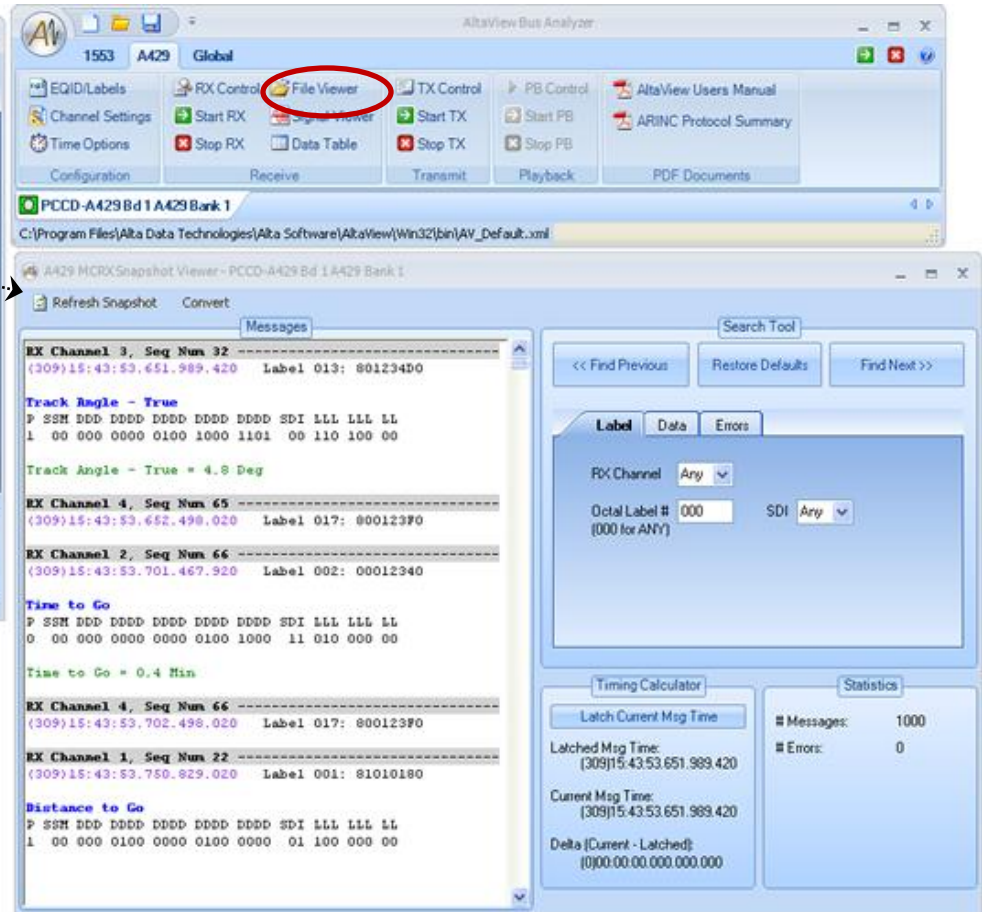 AltaView Bus Analyzer
1553 A429 Global
EQID/Labels RX Control File Viewer TX Control PB Control AltaView Users Manual
Channel Settings Start RX Signal Viewer Start TX Start PB ARINC Protocol Summary
Time Options Stop RX Data Table Stop TX Stop PB
Configuration Receive Transmit Playback PDF Documents
PCCD-A429 Bd 1 A429 Bank 1
C:\Program Files\Alta Data Technologies\Alta Software\AltaView\Win32\bin\AV_Default.xml
A429 MCRX Snapshot Viewer - PCCD-A429 Bd 1 A429 Bank 1
Refresh Snapshot Convert
Messages
RX Channel 3, Seq Num 32 --------------------------------
(309)15:43:53.651.989.420 Label 013: 801234D0
Track Angle - True
P SSM DDD DDDD DDDD DDDD DDDD SDI LLL LLL LL
1 00 000 0000 0100 1000 1101 00 110 100 00
Track Angle - True = 4.8 Deg
RX Channel 4, Seq Num 65 --------------------------------
(309)15:43:53.652.498.020 Label 017: 800123F0
RX Channel 2, Seq Num 66 --------------------------------
(309)15:43:53.701.467.920 Label 002: 00012340
Time to Go
P SSM DDD DDDD DDDD DDDD DDDD SDI LLL LLL LL
0 00 000 0000 0000 0100 1000 11 010 000 00
Time to Go = 0.4 Min
RX Channel 4, Seq Num 66 --------------------------------
(309)15:43:53.702.498.020 Label 017: 800123F0
RX Channel 1, Seq Num 22 --------------------------------
(309)15:43:53.750.829.020 Label 001: 81010180
Distance to Go
P SSM DDD DDDD DDDD DDDD DDDD SDI LLL LLL LL
1 00 000 0100 0000 0100 0000 01 100 000 00
Search Tool
<< Find Previous Restore Defaults Find Next >>
Label Data Errors
RX Channel Any
Octal Label # 000 SDI Any
(000 for ANY)
Timing Calculator
Latch Current Msg Time
Latched Msg Time:
(309)15:43:53.651.989.420
Current Msg Time:
(309)15:43:53.651.989.420
Delta (Current - Latched):
(0)00:00:00.000.000.000
Statistics
# Messages: 1000
# Errors: 0